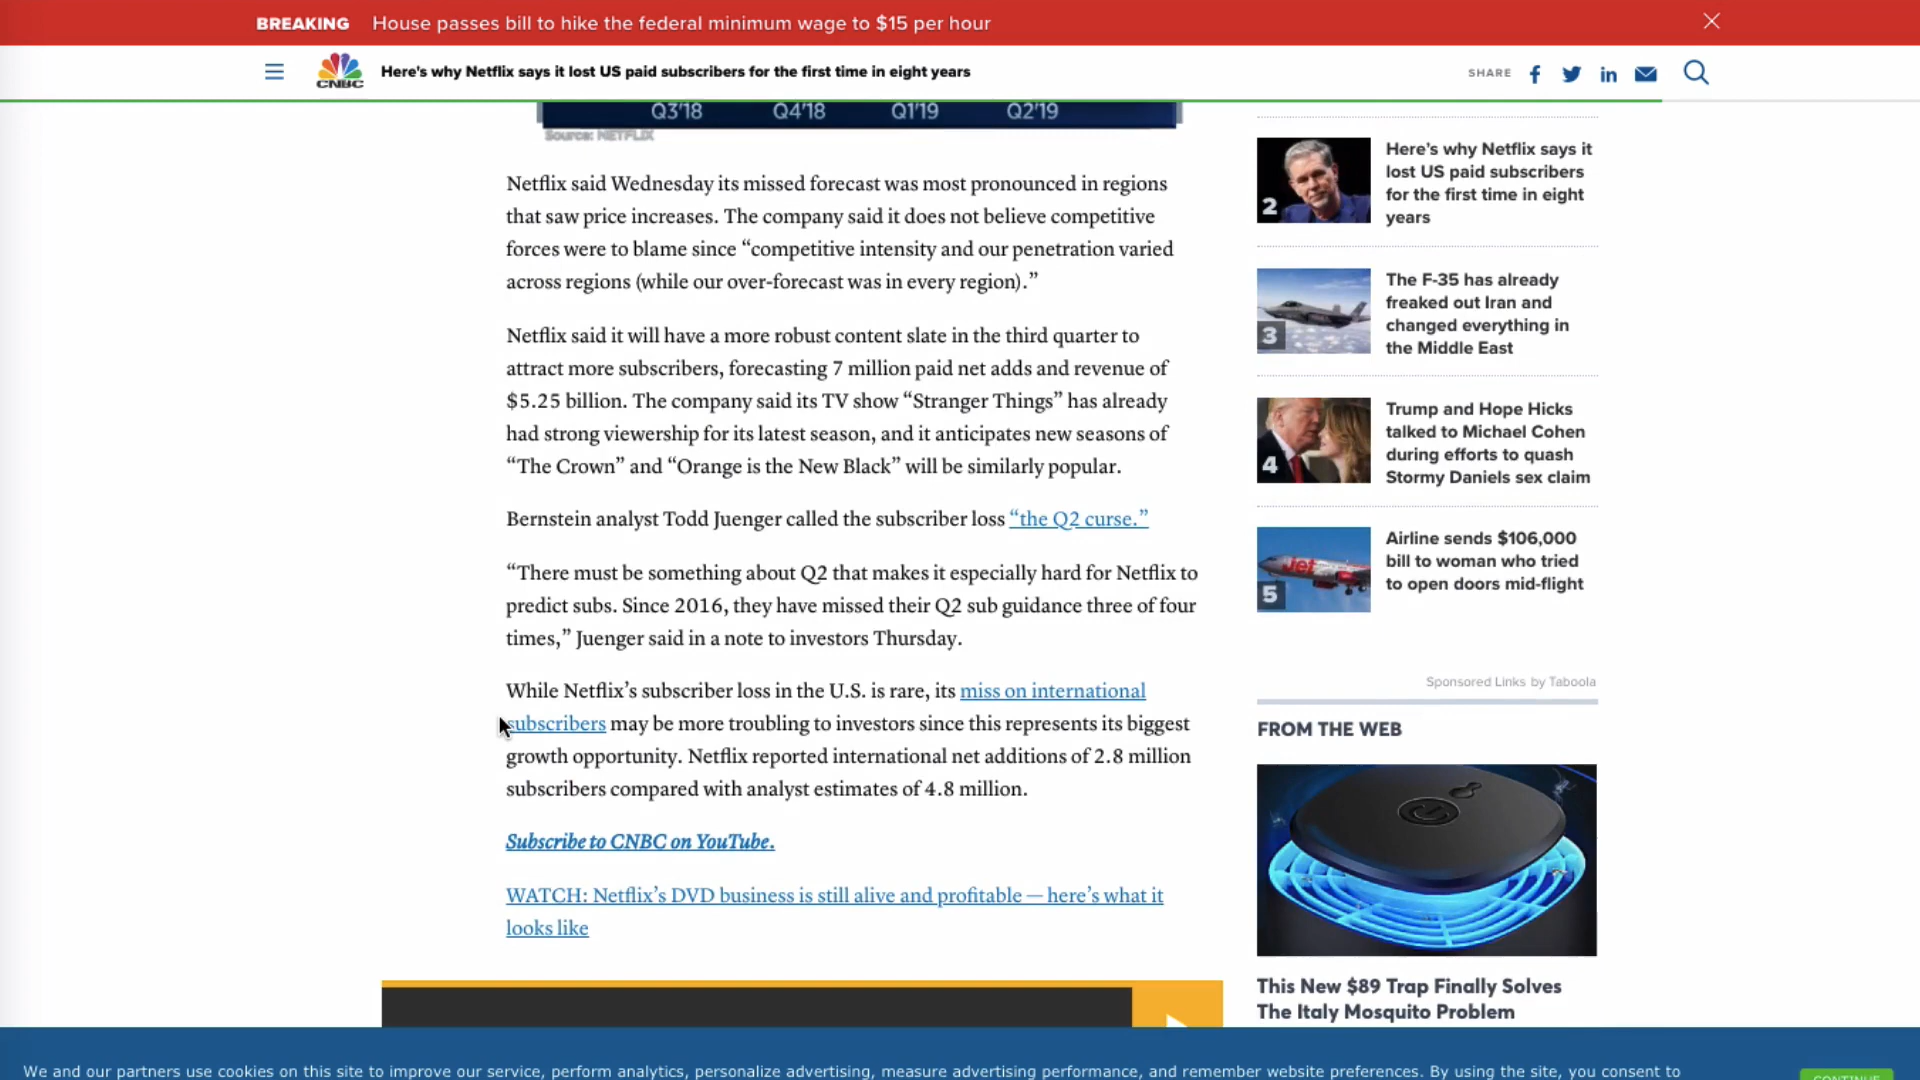 BREAKING House passes bill to hike the federal minimum wage to $15 per hour
CNBC
Here's why Netflix says it lost US paid subscribers for the first time in eight years
SHARE
Q3'18 Q4'18 Q1'19 Q2'19
Source: NETFLIX
Netflix said Wednesday its missed forecast was most pronounced in regions
that saw price increases. The company said it does not believe competitive
forces were to blame since “competitive intensity and our penetration varied
across regions (while our over-forecast was in every region).”
Netflix said it will have a more robust content slate in the third quarter to
attract more subscribers, forecasting 7 million paid net adds and revenue of
$5.25 billion. The company said its TV show “Stranger Things” has already
had strong viewership for its latest season, and it anticipates new seasons of
“The Crown” and “Orange is the New Black” will be similarly popular.
Bernstein analyst Todd Juenger called the subscriber loss “the Q2 curse.”
“There must be something about Q2 that makes it especially hard for Netflix to
predict subs. Since 2016, they have missed their Q2 sub guidance three of four
times,” Juenger said in a note to investors Thursday.
While Netflix’s subscriber loss in the U.S. is rare, its miss on international
subscribers may be more troubling to investors since this represents its biggest
growth opportunity. Netflix reported international net additions of 2.8 million
subscribers compared with analyst estimates of 4.8 million.
Subscribe to CNBC on YouTube.
WATCH: Netflix’s DVD business is still alive and profitable — here’s what it
looks like
2
Here’s why Netflix says it
lost US paid subscribers
for the first time in eight
years
3
The F-35 has already
freaked out Iran and
changed everything in
the Middle East
4
Trump and Hope Hicks
talked to Michael Cohen
during efforts to quash
Stormy Daniels sex claim
5
Jet
Airline sends $106,000
bill to woman who tried
to open doors mid-flight
Sponsored Links by Taboola
FROM THE WEB
This New $89 Trap Finally Solves
The Italy Mosquito Problem
We and our partners use cookies on this site to improve our service, perform analytics, personalize advertising, measure advertising performance, and remember website preferences. By using the site, you consent to
CONTINUE